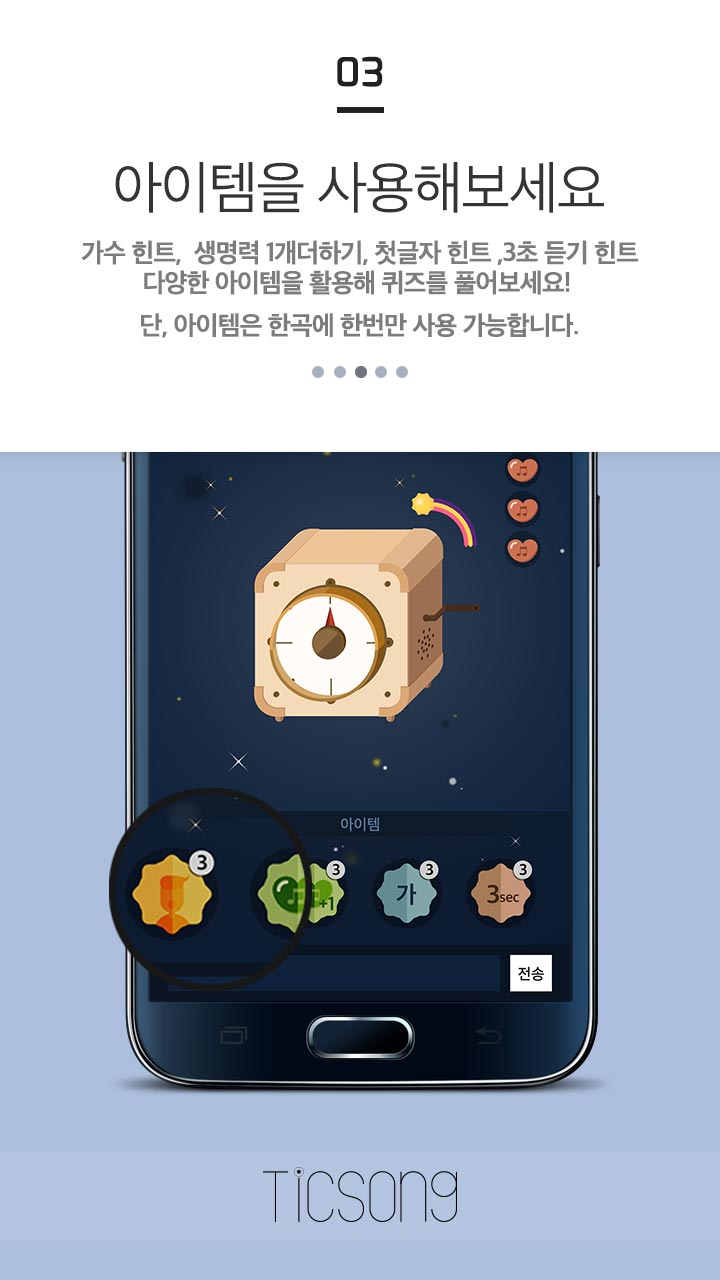 03
아이템을 사용해보세요
가수 힌트,  생명력 1개더하기, 첫글자 힌트 ,3초 듣기 힌트
다양한 아이템을 활용해 퀴즈를 풀어보세요!
단, 아이템은 한곡에 한번만 사용 가능합니다.
아이템
3
3
3
3
+1
가
3sec
전송
Ticsong